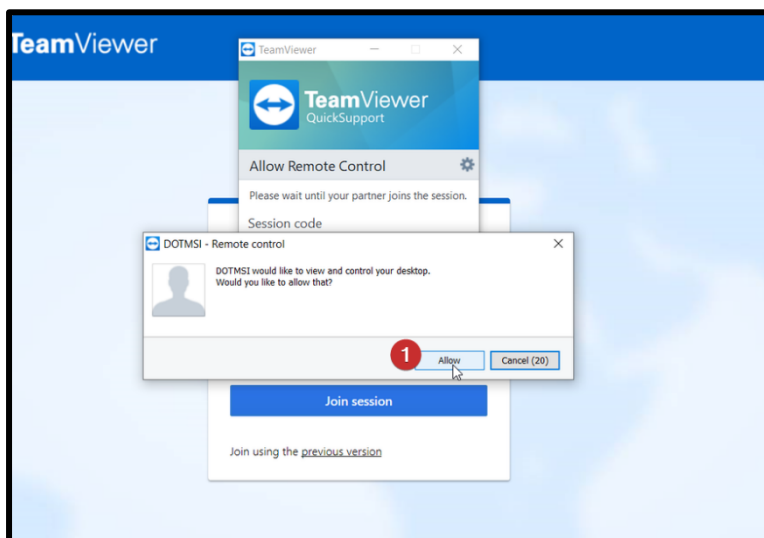 TeamViewer
TeamViewer
TeamViewer
QuickSupport
Allow Remote Control
Please wait until your partner joins the session.
Session code
DOTMSI - Remote control
DOTMSI would like to view and control your desktop.
Would you like to allow that?
1
Allow
Cancel (20)
Join session
Join using the previous version